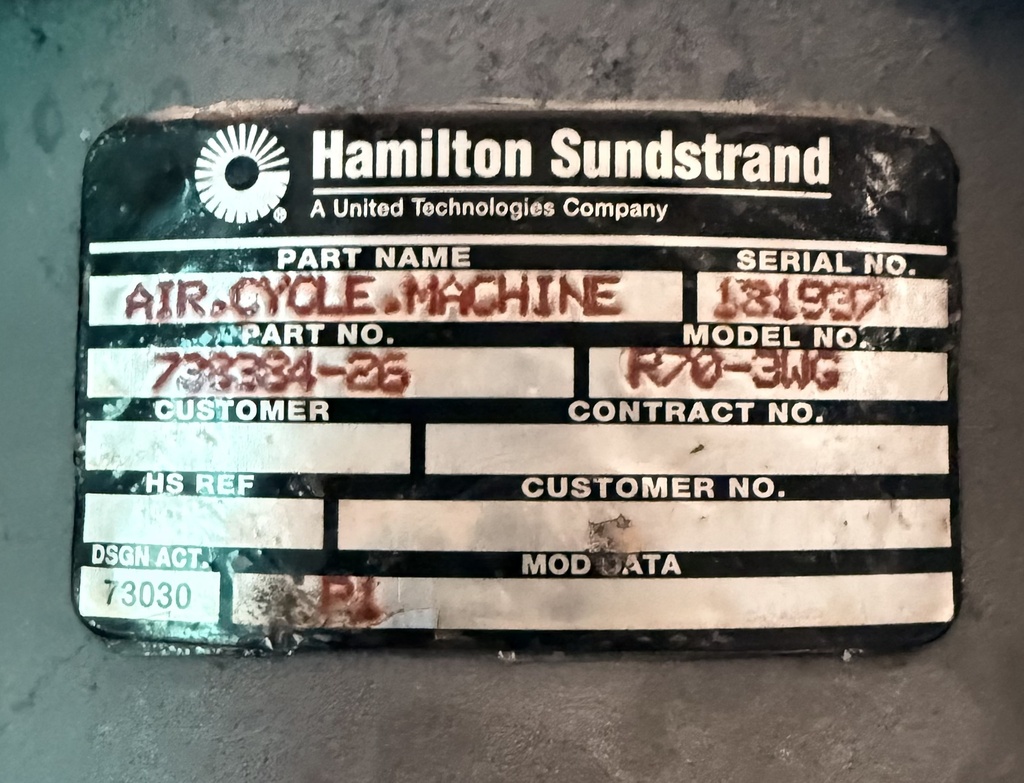 Hamilton Sundstrand
A United Technologies Company
PART NAME SERIAL NO.
AIR.CYCLE.MACHINE 181937
PART NO. MODEL NO.
738384-26 R70-3WG
CUSTOMER CONTRACT NO.
HS REF CUSTOMER NO.
DSGN ACT. MOD DATA
73030